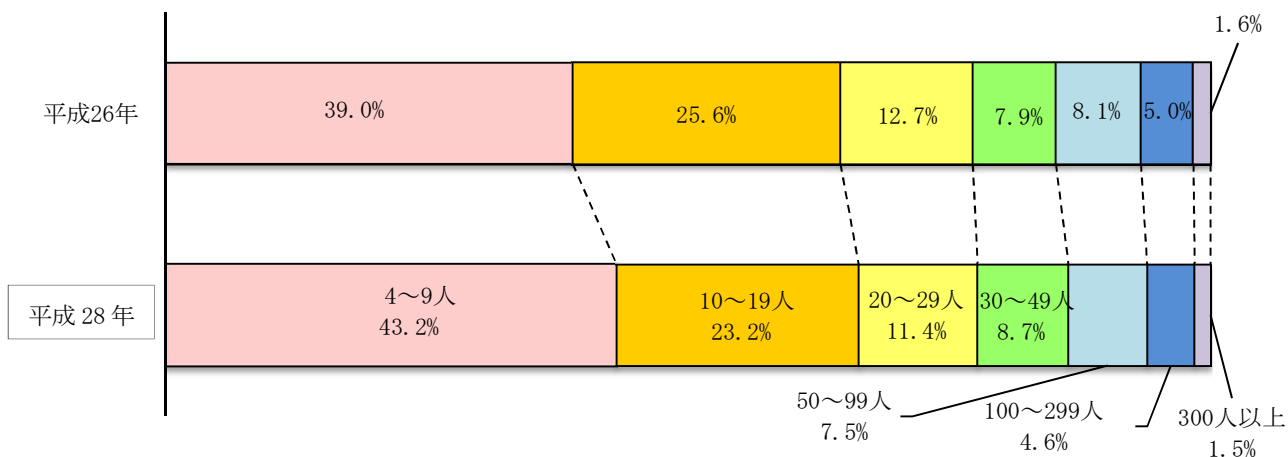 1.6%
平成26年
39.0%
25.6%
12.7%
7.9%
8.1%
5.0%
平成 28 年
4～9人
43.2%
10～19人
23.2%
20～29人
11.4%
30～49人
8.7%
50～99人
7.5%
100～299人
4.6%
300人以上
1.5%